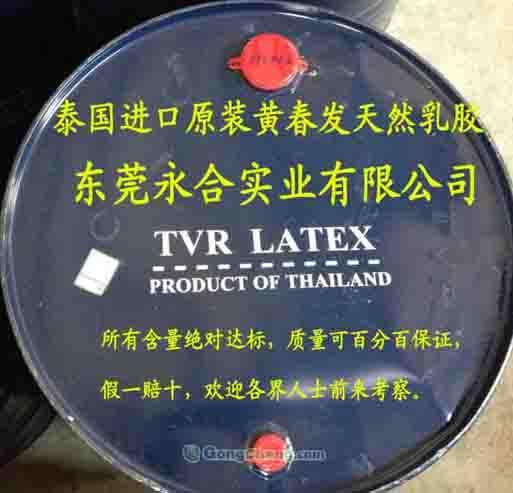 泰国进口原装黄春发天然乳胶
东莞永合实业有限公司
TVR LATEX
PRODUCT OF THAILAND
所有含量绝对达标，质量可百分百保证，
假一赔十，欢迎各界人士前来考察。
GongChang.com